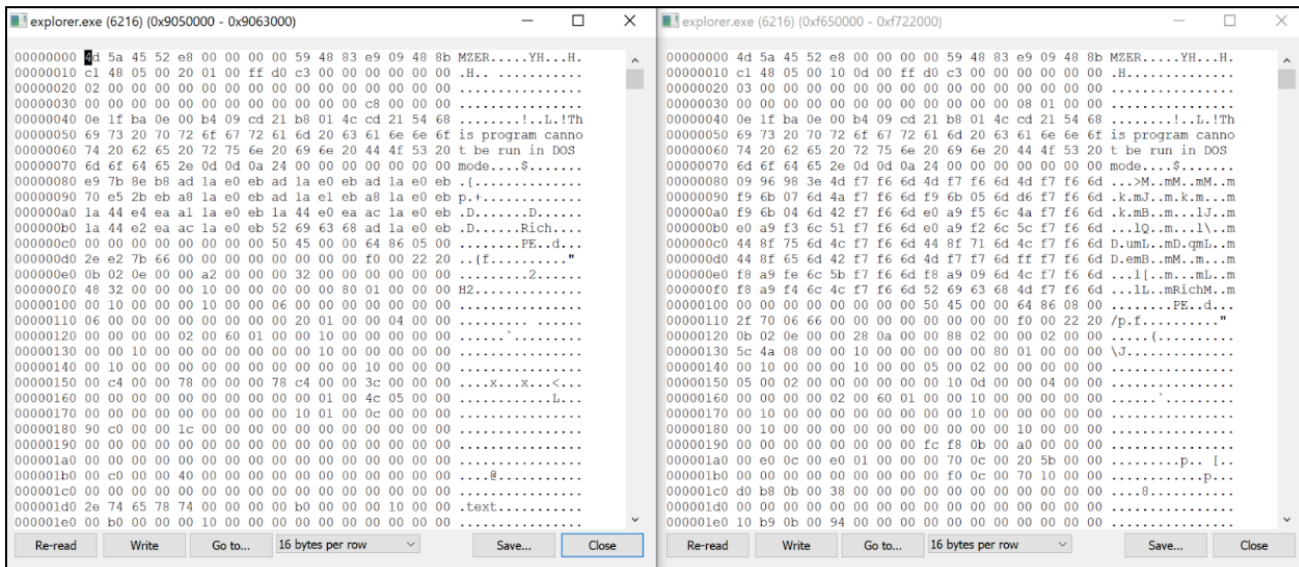 explorer.exe (6216) (0x9050000 - 0x9063000)
00000000 4d 5a 45 52 e8 00 00 00 00 59 48 83 e9 09 48 8b MZER.....YH...H.
00000010 c1 48 05 00 20 01 00 ff d0 c3 00 00 00 00 00 00 .H.. ...........
00000020 02 00 00 00 00 00 00 00 00 00 00 00 00 00 00 00 ................
00000030 00 00 00 00 00 00 00 00 00 00 00 00 c8 00 00 00 ................
00000040 0e 1f ba 0e 00 b4 09 cd 21 b8 01 4c cd 21 54 68 ........!..L.!Th
00000050 69 73 20 70 72 6f 67 72 61 6d 20 63 61 6e 6e 6f is program canno
00000060 74 20 62 65 20 72 75 6e 20 69 6e 20 44 4f 53 20 t be run in DOS
00000070 6d 6f 64 65 2e 0d 0d 0a 24 00 00 00 00 00 00 00 mode....$.......
00000080 e9 7b 8e b8 ad 1a e0 eb ad 1a e0 eb ad 1a e0 eb .{..............
00000090 70 e5 2b eb a8 1a e0 eb ad 1a e1 eb a8 1a e0 eb p.+.............
000000a0 1a 44 e4 ea a1 1a e0 eb 1a 44 e0 ea ac 1a e0 eb .D.......D......
000000b0 1a 44 e2 ea ac 1a e0 eb 52 69 63 68 ad 1a e0 eb .D......Rich....
000000c0 00 00 00 00 00 00 00 00 50 45 00 00 64 86 05 00 ........PE..d...
000000d0 2e e2 7b 66 00 00 00 00 00 00 00 00 f0 00 22 20 ..{f.........."
000000e0 0b 02 0e 00 00 a2 00 00 00 32 00 00 00 00 00 00 .........2......
000000f0 48 32 00 00 00 10 00 00 00 00 00 80 01 00 00 00 H2..............
00000100 00 10 00 00 00 10 00 00 06 00 00 00 00 00 00 00 ................
00000110 06 00 00 00 00 00 00 00 00 20 01 00 00 04 00 00 ......... ......
00000120 00 00 00 00 02 00 60 01 00 00 10 00 00 00 00 00 ......`.........
00000130 00 00 10 00 00 00 00 00 00 00 10 00 00 00 00 00 ................
00000140 00 10 00 00 00 00 00 00 00 00 00 00 10 00 00 00 ................
00000150 00 c4 00 00 78 00 00 00 78 c4 00 00 3c 00 00 00 ....x...x...<...
00000160 00 00 00 00 00 00 00 00 00 00 01 00 4c 05 00 00 ............L...
00000170 00 00 00 00 00 00 00 00 00 10 01 00 0c 00 00 00 ................
00000180 90 c0 00 00 1c 00 00 00 00 00 00 00 00 00 00 00 ................
00000190 00 00 00 00 00 00 00 00 00 00 00 00 00 00 00 00 ................
000001a0 00 00 00 00 00 00 00 00 00 00 00 00 00 00 00 00 ................
000001b0 00 c0 00 00 40 00 00 00 00 00 00 00 00 00 00 00 ....@...........
000001c0 00 00 00 00 00 00 00 00 00 00 00 00 00 00 00 00 ................
000001d0 2e 74 65 78 74 00 00 00 00 b0 00 00 00 10 00 00 .text...........
000001e0 00 b0 00 00 00 10 00 00 00 00 00 00 00 00 00 00 ................
Re-read Write Go to... 16 bytes per row Save... Close
explorer.exe (6216) (0xf650000 - 0xf722000)
00000000 4d 5a 45 52 e8 00 00 00 00 59 48 83 e9 09 48 8b MZER.....YH...H.
00000010 c1 48 05 00 10 0d 00 ff d0 c3 00 00 00 00 00 00 .H..............
00000020 03 00 00 00 00 00 00 00 00 00 00 00 00 00 00 00 ................
00000030 00 00 00 00 00 00 00 00 00 00 00 00 08 01 00 00 ................
00000040 0e 1f ba 0e 00 b4 09 cd 21 b8 01 4c cd 21 54 68 ........!..L.!Th
00000050 69 73 20 70 72 6f 67 72 61 6d 20 63 61 6e 6e 6f is program canno
00000060 74 20 62 65 20 72 75 6e 20 69 6e 20 44 4f 53 20 t be run in DOS
00000070 6d 6f 64 65 2e 0d 0d 0a 24 00 00 00 00 00 00 00 mode....$.......
00000080 09 96 98 3e 4d f7 f6 6d 4d f7 f6 6d 4d f7 f6 6d ...>M..mM..mM..m
00000090 f9 6b 07 6d 4a f7 f6 6d f9 6b 05 6d d6 f7 f6 6d .k.mJ..m.k.m...m
000000a0 f9 6b 04 6d 42 f7 f6 6d e0 a9 f5 6c 4a f7 f6 6d .k.mB..m...lJ..m
000000b0 e0 a9 f3 6c 51 f7 f6 6d e0 a9 f2 6c 5c f7 f6 6d ...lQ..m...l\..m
000000c0 44 8f 75 6d 4c f7 f6 6d 44 8f 71 6d 4c f7 f6 6d D.umL..mD.qmL..m
000000d0 44 8f 65 6d 42 f7 f6 6d 4d f7 f7 6d ff f7 f6 6d D.emB..mM..m...m
000000e0 f8 a9 fe 6c 5b f7 f6 6d f8 a9 09 6d 4c f7 f6 6d ...l[..m...mL..m
000000f0 f8 a9 f4 6c 4c f7 f6 6d 52 69 63 68 4d f7 f6 6d ...lL..mRichM..m
00000100 00 00 00 00 00 00 00 00 50 45 00 00 64 86 08 00 ........PE..d...
00000110 2f 70 06 66 00 00 00 00 00 00 00 00 f0 00 22 20 /p.f.........."
00000120 0b 02 0e 00 00 28 0a 00 00 88 02 00 00 02 00 00 .....(..........
00000130 5c 4a 08 00 00 10 00 00 00 00 00 80 01 00 00 00 \J..............
00000140 00 10 00 00 00 10 00 00 05 00 02 00 00 00 00 00 ................
00000150 05 00 02 00 00 00 00 00 00 10 0d 00 00 04 00 00 ................
00000160 00 00 00 00 02 00 60 01 00 00 10 00 00 00 00 00 ......`.........
00000170 00 00 10 00 00 00 00 00 00 00 10 00 00 00 00 00 ................
00000180 00 10 00 00 00 00 00 00 00 00 00 00 10 00 00 00 ................
00000190 00 00 00 00 00 00 00 00 fc f8 0b 00 a0 00 00 00 ................
000001a0 00 e0 0c 00 e0 01 00 00 00 70 0c 00 20 5b 00 00 .........p.. [..
000001b0 00 00 00 00 00 00 00 00 00 f0 0c 00 70 10 00 00 ............p...
000001c0 d0 b8 0b 00 38 00 00 00 00 00 00 00 00 00 00 00 ....8...........
000001d0 00 00 00 00 00 00 00 00 00 00 00 00 00 00 00 00 ................
000001e0 10 b9 0b 00 94 00 00 00 00 00 00 00 00 00 00 00 ................
Re-read Write Go to... 16 bytes per row Save... Close